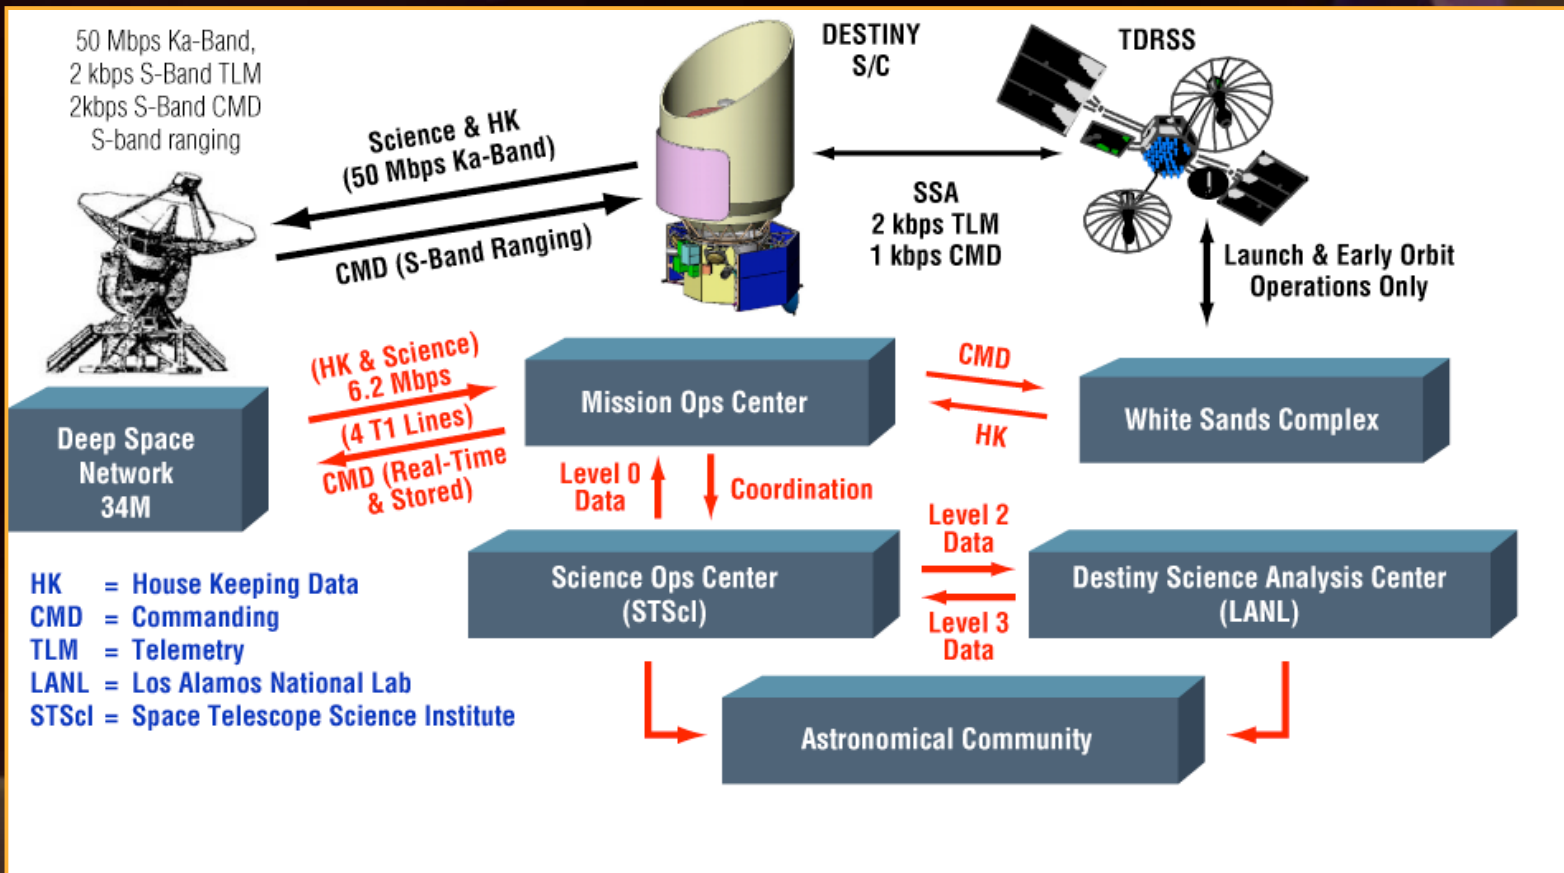 50 Mbps Ka-Band,
2 kbps S-Band TLM
2kbps S-Band CMD
S-band ranging
Science & HK
(50 Mbps Ka-Band)
CMD (S-Band Ranging)
DESTINY
S/C
TDRSS
SSA
2 kbps TLM
1 kbps CMD
Launch & Early Orbit
Operations Only
Deep Space
Network
34M
(HK & Science)
6.2 Mbps
(4 T1 Lines)
CMD (Real-Time
& Stored)
Mission Ops Center
CMD
HK
White Sands Complex
Level 0
Data
Coordination
Science Ops Center
(STScI)
Level 2
Data
Level 3
Data
Destiny Science Analysis Center
(LANL)
Astronomical Community
HK = House Keeping Data
CMD = Commanding
TLM = Telemetry
LANL = Los Alamos National Lab
STScI = Space Telescope Science Institute